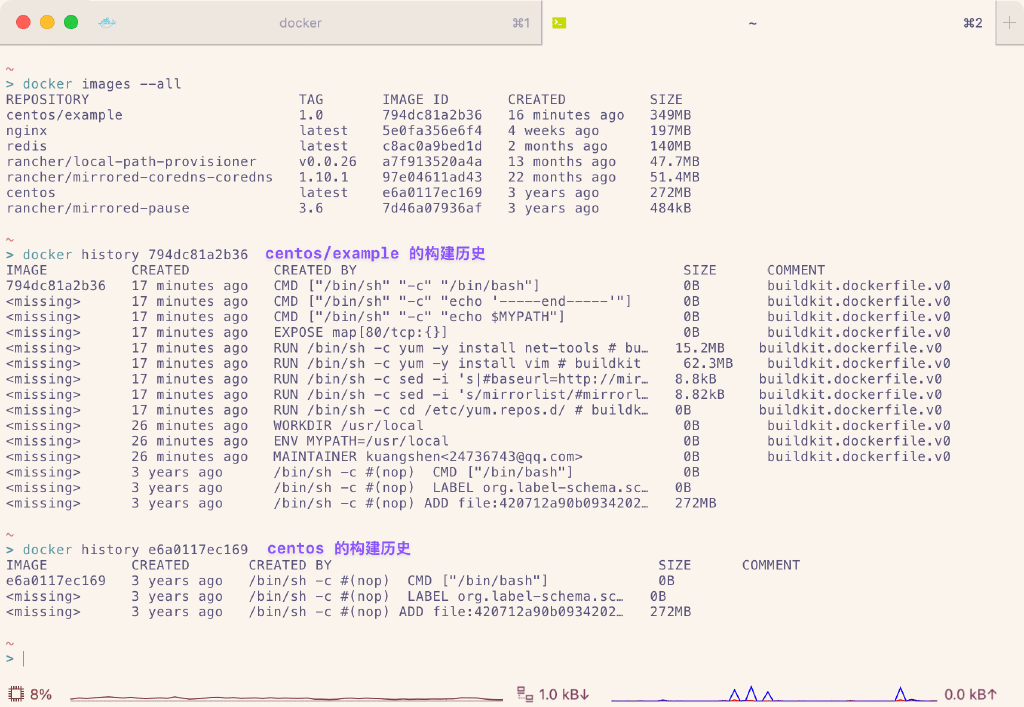 docker ⌘1 ~ ⌘2
~
> docker images --all
REPOSITORY TAG IMAGE ID CREATED SIZE
centos/example 1.0 794dc81a2b36 16 minutes ago 349MB
nginx latest 5e0fa356e6f4 4 weeks ago 197MB
redis latest c8ac0a9bed1d 2 months ago 140MB
rancher/local-path-provisioner v0.0.26 a7f913520a4a 13 months ago 47.7MB
rancher/mirrored-coredns-coredns 1.10.1 97e04611ad43 22 months ago 51.4MB
centos latest e6a0117ec169 3 years ago 272MB
rancher/mirrored-pause 3.6 7d46a07936af 3 years ago 484kB
~
> docker history 794dc81a2b36 centos/example 的构建历史
IMAGE CREATED CREATED BY SIZE COMMENT
794dc81a2b36 17 minutes ago CMD ["/bin/sh" "-c" "/bin/bash"] 0B buildkit.dockerfile.v0
<missing> 17 minutes ago CMD ["/bin/sh" "-c" "echo '-----end-----'"] 0B buildkit.dockerfile.v0
<missing> 17 minutes ago CMD ["/bin/sh" "-c" "echo $MYPATH"] 0B buildkit.dockerfile.v0
<missing> 17 minutes ago EXPOSE map[80/tcp:{}] 0B buildkit.dockerfile.v0
<missing> 17 minutes ago RUN /bin/sh -c yum -y install net-tools # bu… 15.2MB buildkit.dockerfile.v0
<missing> 17 minutes ago RUN /bin/sh -c yum -y install vim # buildkit 62.3MB buildkit.dockerfile.v0
<missing> 17 minutes ago RUN /bin/sh -c sed -i 's|#baseurl=http://mir… 8.8kB buildkit.dockerfile.v0
<missing> 17 minutes ago RUN /bin/sh -c sed -i 's/mirrorlist/#mirrorl… 8.82kB buildkit.dockerfile.v0
<missing> 17 minutes ago RUN /bin/sh -c cd /etc/yum.repos.d/ # buildk… 0B buildkit.dockerfile.v0
<missing> 26 minutes ago WORKDIR /usr/local 0B buildkit.dockerfile.v0
<missing> 26 minutes ago ENV MYPATH=/usr/local 0B buildkit.dockerfile.v0
<missing> 26 minutes ago MAINTAINER kuangshen<24736743@qq.com> 0B buildkit.dockerfile.v0
<missing> 3 years ago /bin/sh -c #(nop) CMD ["/bin/bash"] 0B
<missing> 3 years ago /bin/sh -c #(nop) LABEL org.label-schema.sc… 0B
<missing> 3 years ago /bin/sh -c #(nop) ADD file:420712a90b0934202… 272MB
~
> docker history e6a0117ec169 centos 的构建历史
IMAGE CREATED CREATED BY SIZE COMMENT
e6a0117ec169 3 years ago /bin/sh -c #(nop) CMD ["/bin/bash"] 0B
<missing> 3 years ago /bin/sh -c #(nop) LABEL org.label-schema.sc… 0B
<missing> 3 years ago /bin/sh -c #(nop) ADD file:420712a90b0934202… 272MB
~
>
8% 1.0 kB↓ 0.0 kB↑